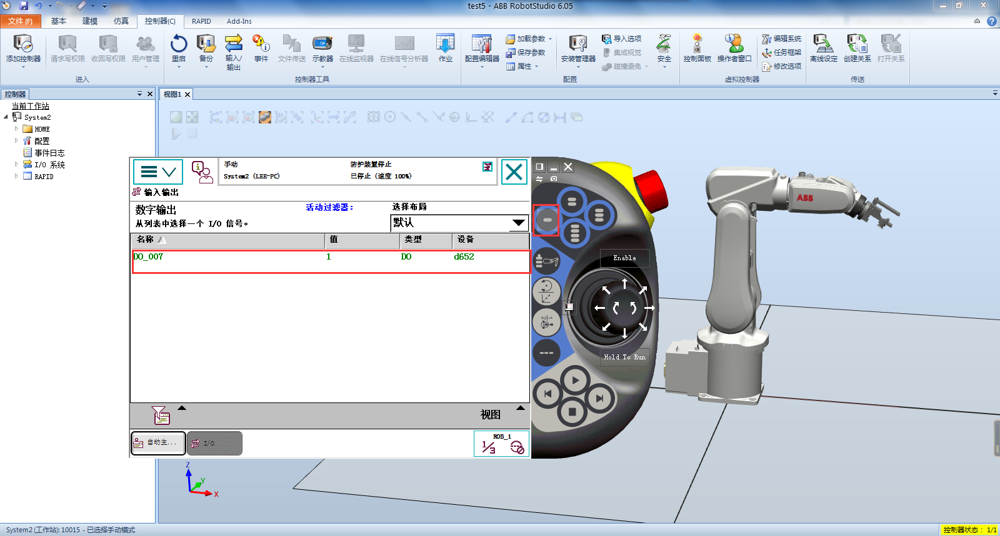 test5 - ABB RobotStudio 6.05
文件(F) 基本 建模 仿真 控制器(C) RAPID Add-Ins
添加控制器 请求写权限 收回写权限 用户管理
进入
重启 备份 输入/
输出 事件 文件传送 示教器 在线监视器 在线信号分析器 作业
控制器工具
配置编辑器 加载参数
保存参数
属性
安装管理器 导入选项
集成视觉
碰撞避免
安全
配置
控制面板 操作者窗口 编辑系统
任务框架
修改选项
虚拟控制器
离线设定 创建关系 打开关系
传送
控制器
当前工作站
System2
HOME
配置
事件日志
I/O 系统
RAPID
视图1
手动
System2 (LEE-PC)
防护装置停止
已停止 (速度 100%)
输入输出
数字输出
从列表中选择一个 I/O 信号。
活动过滤器：
选择布局
默认
名称 值 类型 设备
DO_007 1 DO d652
视图
自动生... I/O
ROB_1
1/3
Enable
Hold To Run
ABB
Z
Y
X
System2 (工作站): 10015 - 已选择手动模式
控制器状态： 1/1